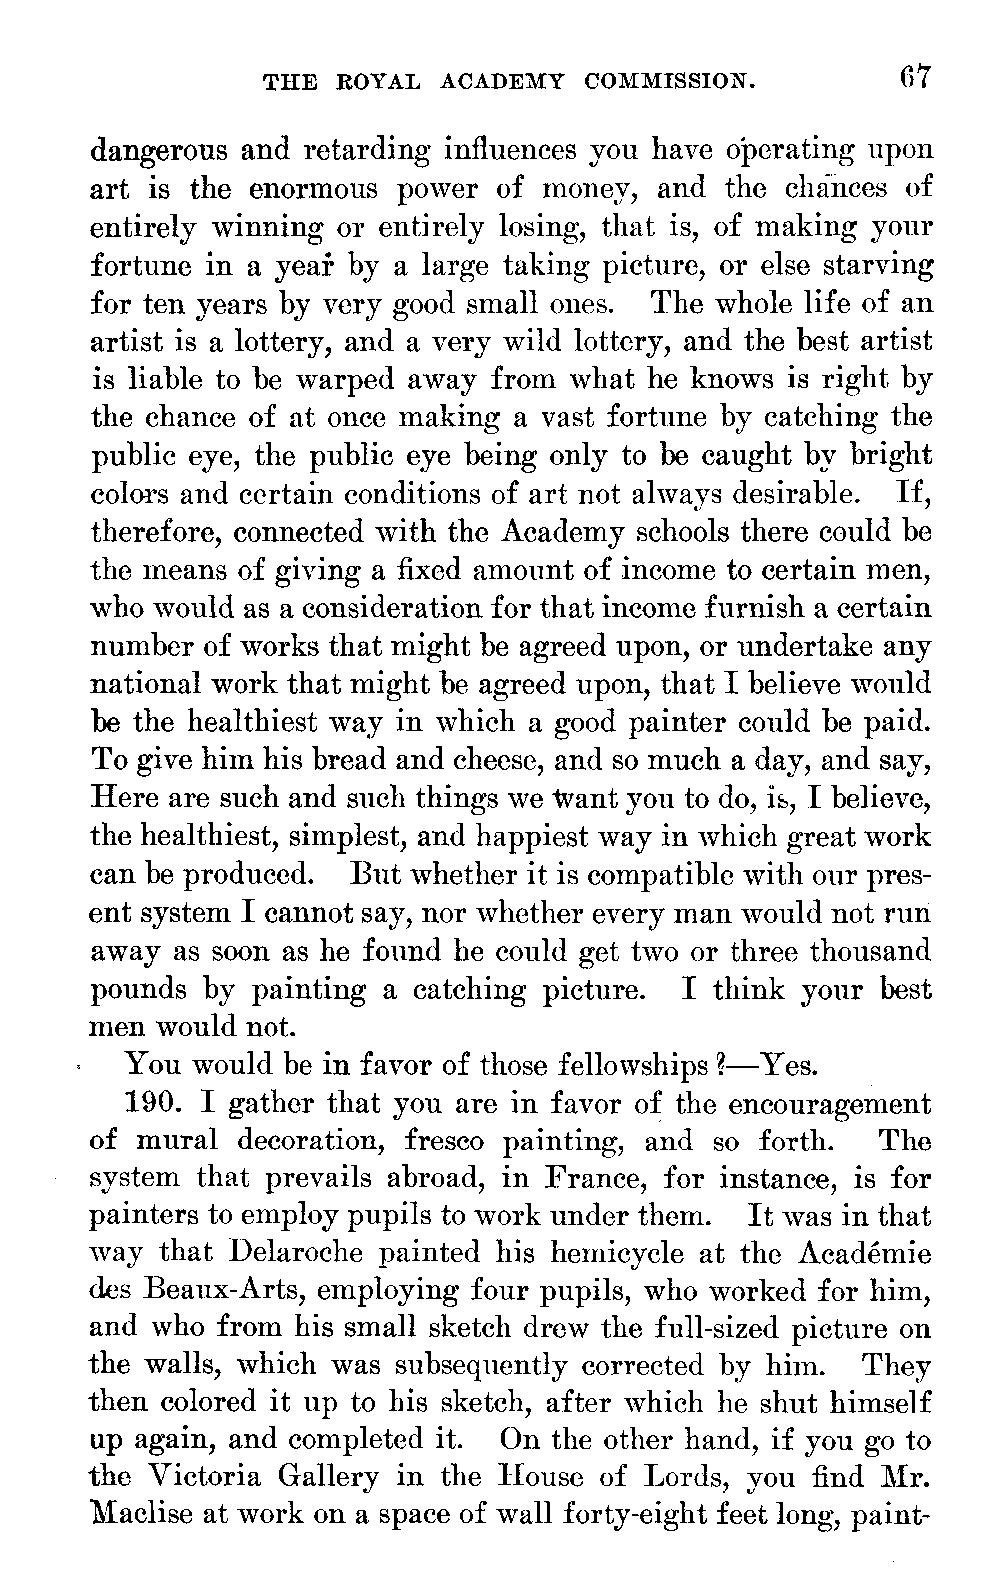 THE ROYAL ACADEMY COMMISSION. 67
dangerous and retarding influences you have operating upon
art is the enormous power of money, and the chances of
entirely winning or entirely losing, that is, of making your
fortune in a year by a large taking picture, or else starving
for ten years by very good small ones. The whole life of an
artist is a lottery, and a very wild lottery, and the best artist
is liable to be warped away from what he knows is right by
the chance of at once making a vast fortune by catching the
public eye, the public eye being only to be caught by bright
colors and certain conditions of art not always desirable. If,
therefore, connected with the Academy schools there could be
the means of giving a fixed amount of income to certain men,
who would as a consideration for that income furnish a certain
number of works that might be agreed upon, or undertake any
national work that might be agreed upon, that I believe would
be the healthiest way in which a good painter could be paid.
To give him his bread and cheese, and so much a day, and say,
Here are such and such things we want you to do, is, I believe,
the healthiest, simplest, and happiest way in which great work
can be produced. But whether it is compatible with our pres-
ent system I cannot say, nor whether every man would not run
away as soon as he found he could get two or three thousand
pounds by painting a catching picture. I think your best
men would not.
You would be in favor of those fellowships?—Yes.
190. I gather that you are in favor of the encouragement
of mural decoration, fresco painting, and so forth. The
system that prevails abroad, in France, for instance, is for
painters to employ pupils to work under them. It was in that
way that Delaroche painted his hemicycle at the Académie
des Beaux-Arts, employing four pupils, who worked for him,
and who from his small sketch drew the full-sized picture on
the walls, which was subsequently corrected by him. They
then colored it up to his sketch, after which he shut himself
up again, and completed it. On the other hand, if you go to
the Victoria Gallery in the House of Lords, you find Mr.
Maclise at work on a space of wall forty-eight feet long, paint-